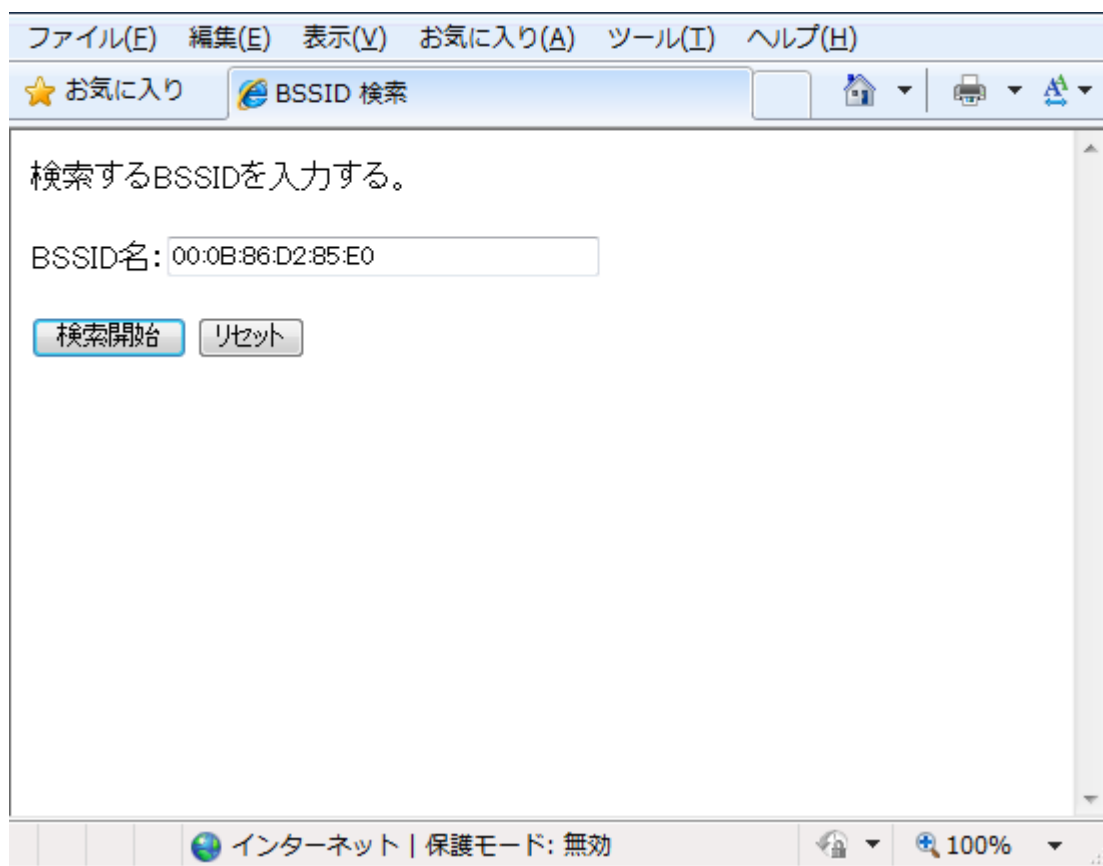 ファイル(F) 編集(E) 表示(V) お気に入り(A) ツール(T) ヘルプ(H)
お気に入り BSSID 検索
検索するBSSIDを入力する。
BSSID名: 00:0B:86:D2:85:E0
検索開始 リセット
インターネット | 保護モード: 無効 100%